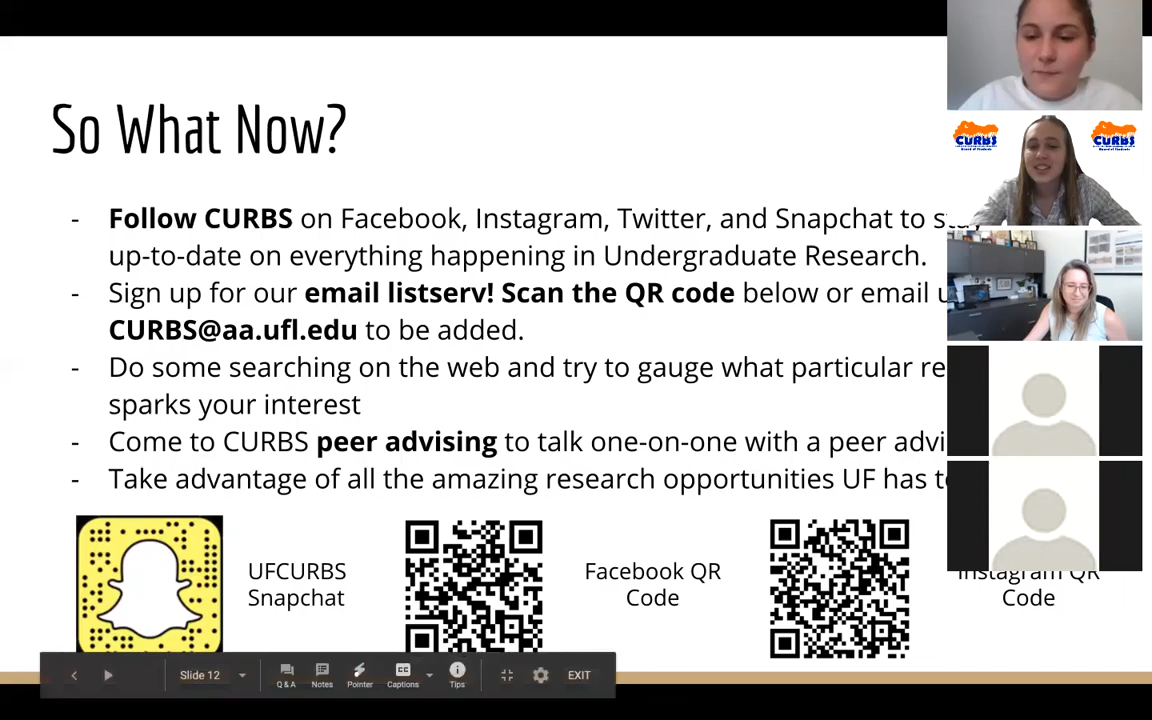 So What Now?
- Follow CURBS on Facebook, Instagram, Twitter, and Snapchat to stay
up-to-date on everything happening in Undergraduate Research.
- Sign up for our email listserv! Scan the QR code below or email
CURBS@aa.ufl.edu to be added.
- Do some searching on the web and try to gauge what particular
sparks your interest
- Come to CURBS peer advising to talk one-on-one with a peer
- Take advantage of all the amazing research opportunities UF has
UFCURBS
Snapchat
Facebook QR
Code
Instagram QR
Code
CURBS
CURBS
Slide 12
Q & A
Notes
Pointer
Captions
Tips
EXIT